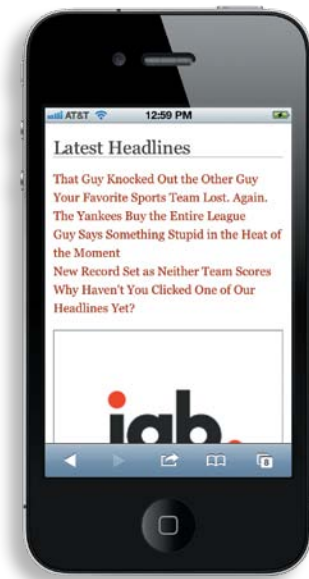 AT&T 12:59 PM
Latest Headlines
That Guy Knocked Out the Other Guy
Your Favorite Sports Team Lost. Again.
The Yankees Buy the Entire League
Guy Says Something Stupid in the Heat of
the Moment
New Record Set as Neither Team Scores
Why Haven't You Clicked One of Our
Headlines Yet?
iab.
8